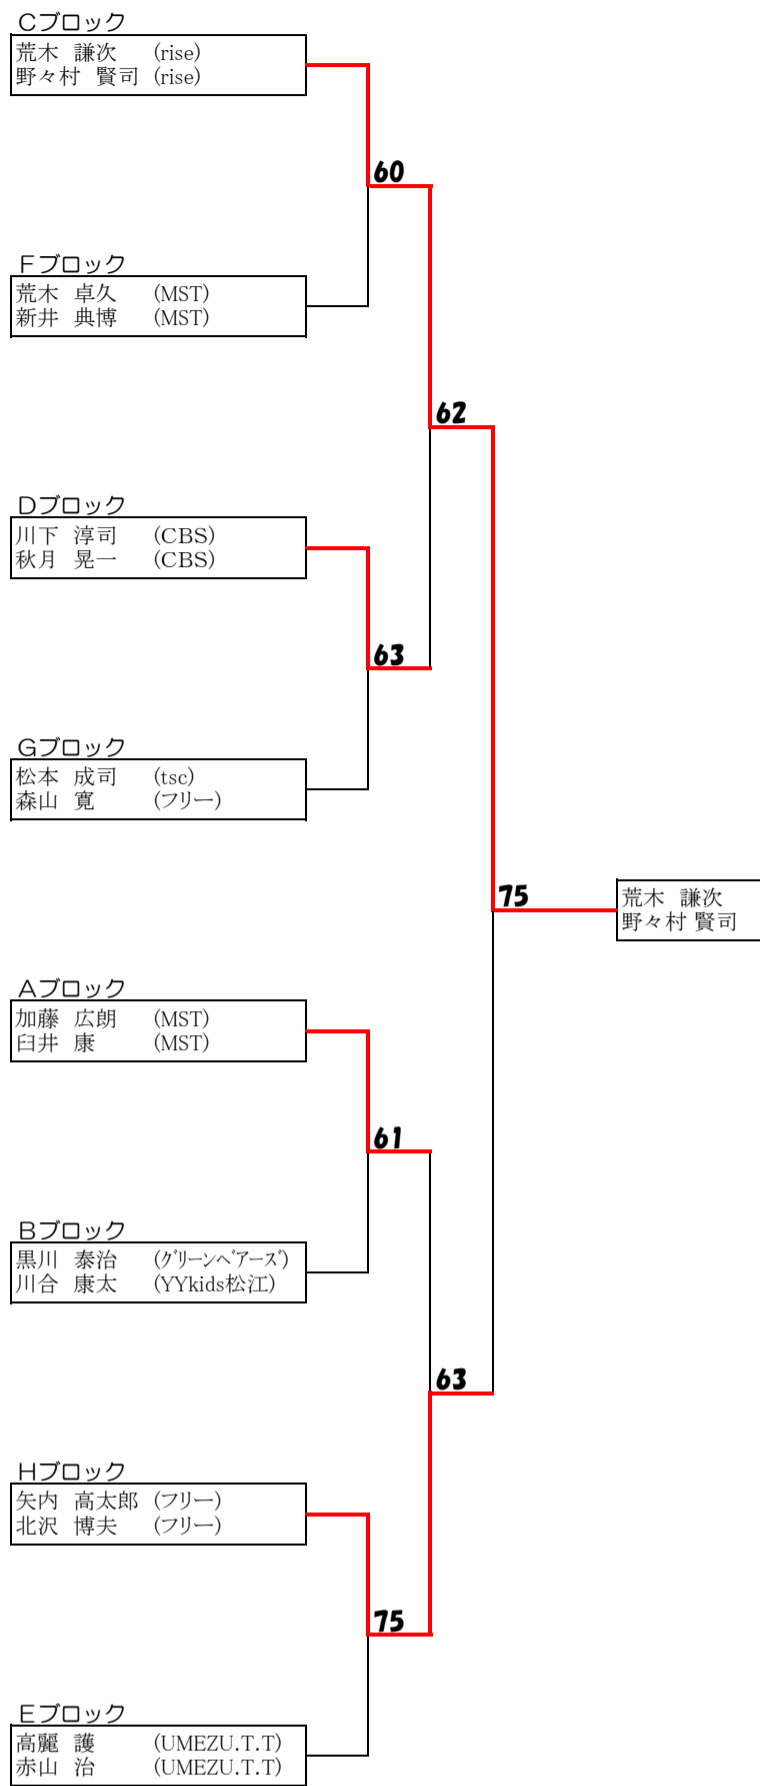 Cブロック
荒木 謙次 (rise)
野々村 賢司 (rise)
60
Fブロック
荒木 卓久 (MST)
新井 典博 (MST)
62
Dブロック
川下 淳司 (CBS)
秋月 晃一 (CBS)
63
Gブロック
松本 成司 (tsc)
森山 寛 (フリー)
75
荒木 謙次
野々村 賢司
Aブロック
加藤 広朗 (MST)
臼井 康 (MST)
61
Bブロック
黒川 泰治 (グリーンベアーズ)
川合 康太 (YYkids松江)
63
Hブロック
矢内 高太郎 (フリー)
北沢 博夫 (フリー)
75
Eブロック
高麗 護 (UMEZU.T.T)
赤山 治 (UMEZU.T.T)